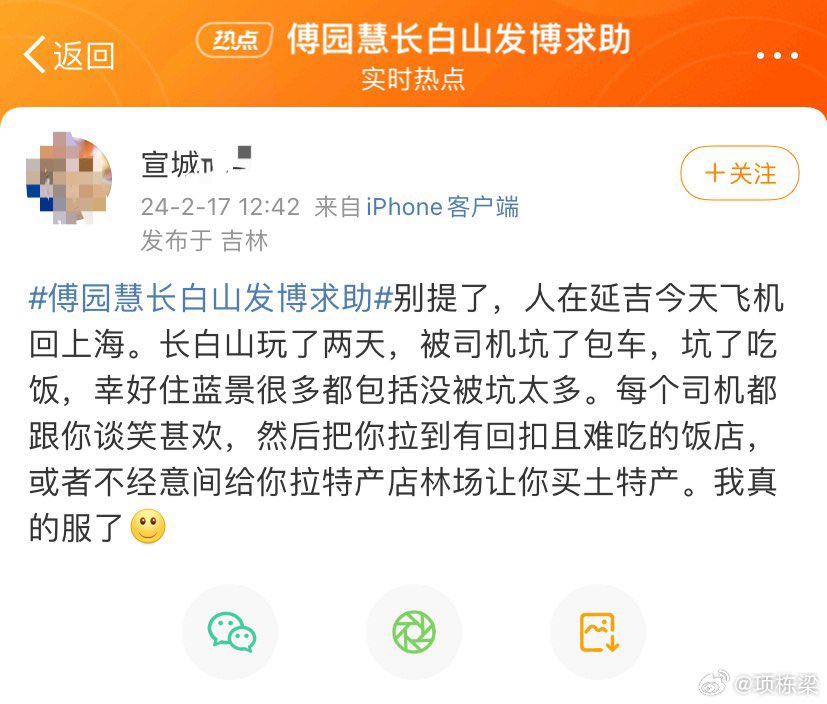 返回
热点 傅园慧长白山发博求助
实时热点
宣城
+关注
24-2-17 12:42 来自 iPhone客户端
发布于 吉林
#傅园慧长白山发博求助#别提了，人在延吉今天飞机
回上海。长白山玩了两天，被司机坑了包车，坑了吃
饭，幸好住蓝景很多都包括没被坑太多。每个司机都
跟你谈笑甚欢，然后把你拉到有回扣且难吃的饭店，
或者不经意间给你拉特产店林场让你买土特产。我真
的服了
@项栋梁